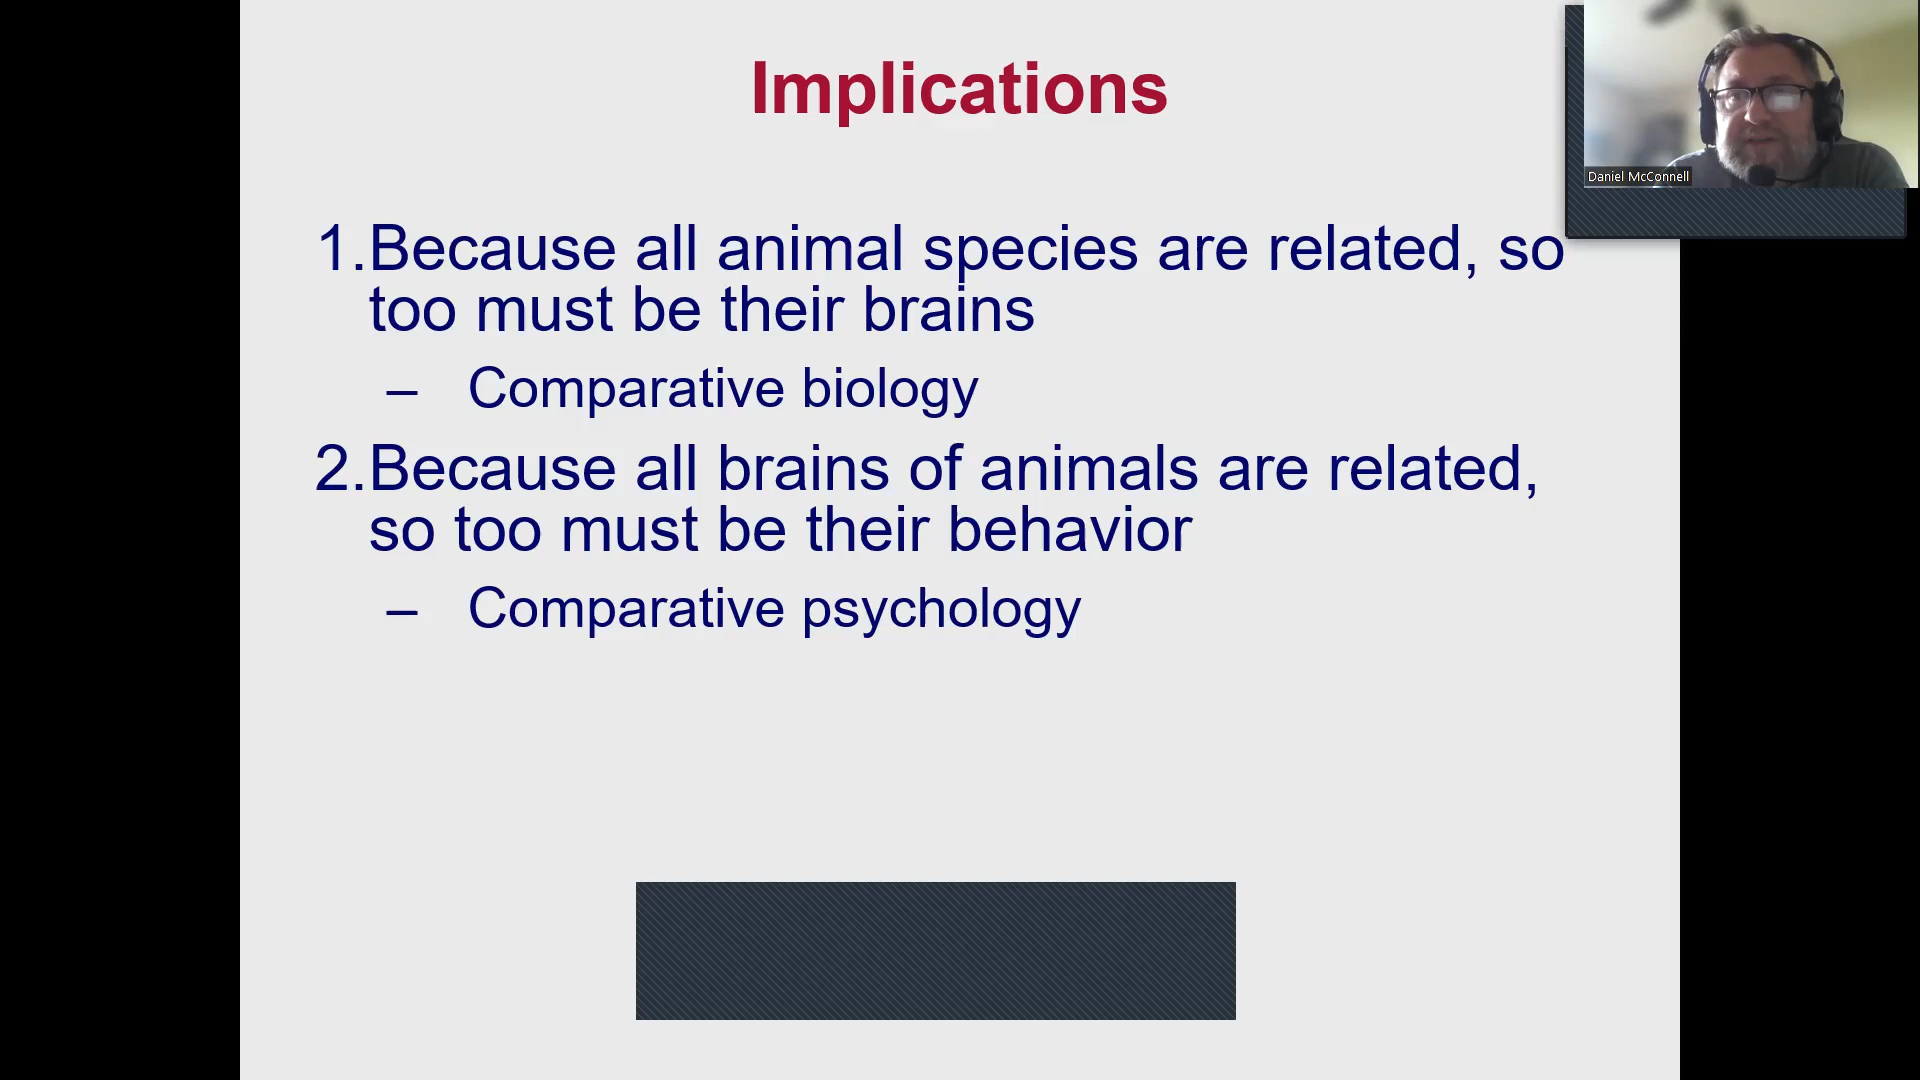 Implications
Daniel McConnell
1.Because all animal species are related, so
too must be their brains
– Comparative biology
2.Because all brains of animals are related,
so too must be their behavior
– Comparative psychology